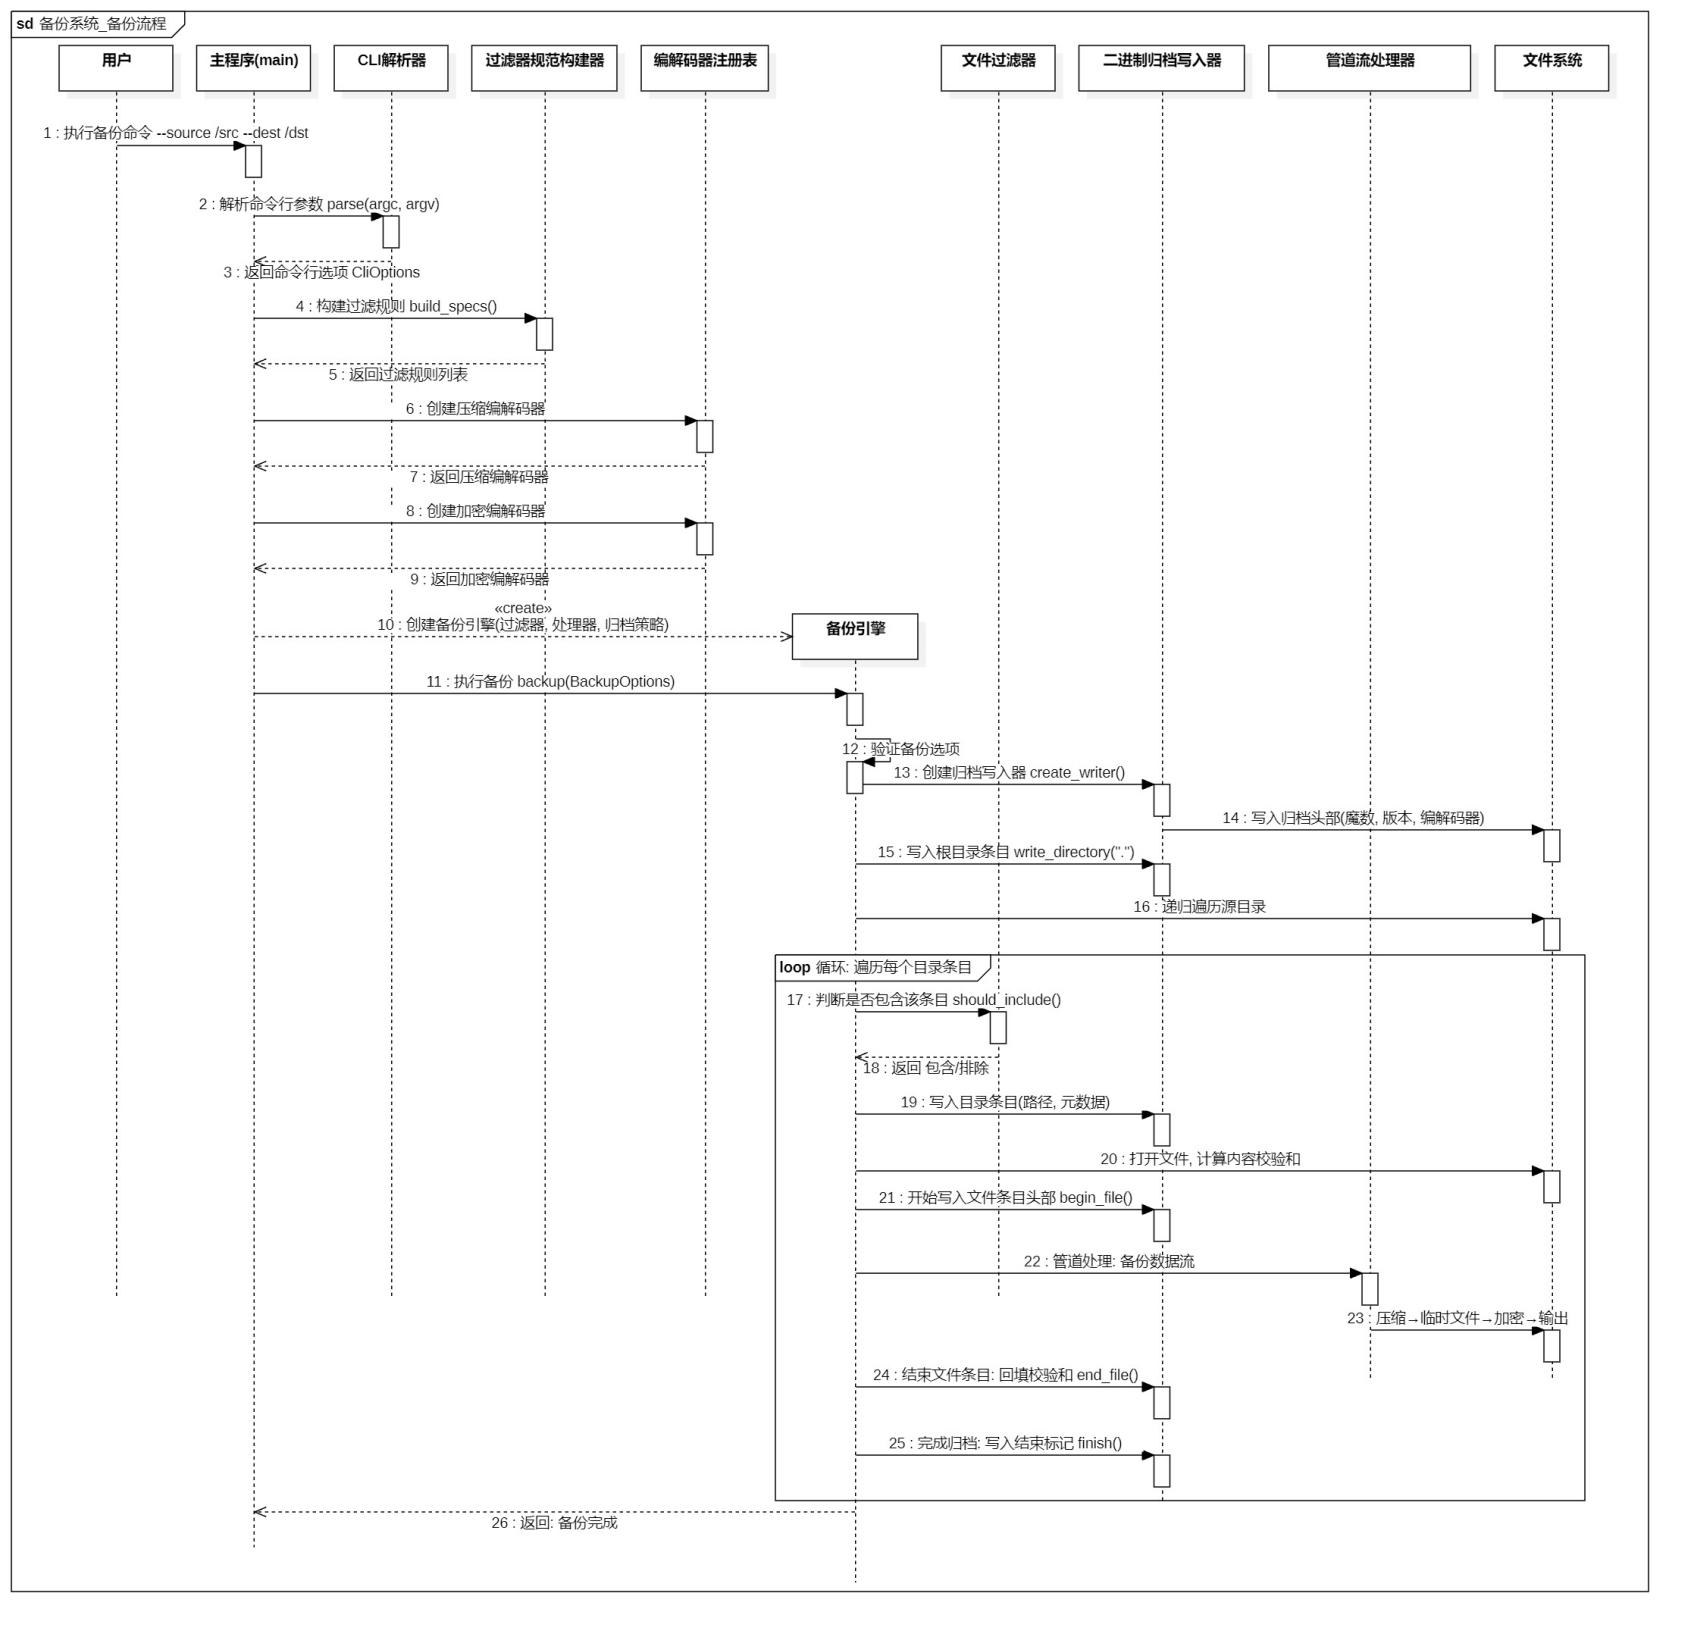 sd 备份系统_备份流程
用户
主程序(main)
CLI解析器
过滤器规范构建器
编解码器注册表
文件过滤器
二进制归档写入器
管道流处理器
文件系统
1 : 执行备份命令 --source /src --dest /dst
2 : 解析命令行参数 parse(argc, argv)
3 : 返回命令行选项 CliOptions
4 : 构建过滤规则 build_specs()
5 : 返回过滤规则列表
6 : 创建压缩编解码器
7 : 返回压缩编解码器
8 : 创建加密编解码器
9 : 返回加密编解码器
«create»
10 : 创建备份引擎(过滤器, 处理器, 归档策略)
备份引擎
11 : 执行备份 backup(BackupOptions)
12 : 验证备份选项
13 : 创建归档写入器 create_writer()
14 : 写入归档头部(魔数, 版本, 编解码器)
15 : 写入根目录条目 write_directory(".")
16 : 递归遍历源目录
loop 循环: 遍历每个目录条目
17 : 判断是否包含该条目 should_include()
18 : 返回 包含/排除
19 : 写入目录条目(路径, 元数据)
20 : 打开文件, 计算内容校验和
21 : 开始写入文件条目头部 begin_file()
22 : 管道处理: 备份数据流
23 : 压缩→临时文件→加密→输出
24 : 结束文件条目: 回填校验和 end_file()
25 : 完成归档: 写入结束标记 finish()
26 : 返回: 备份完成